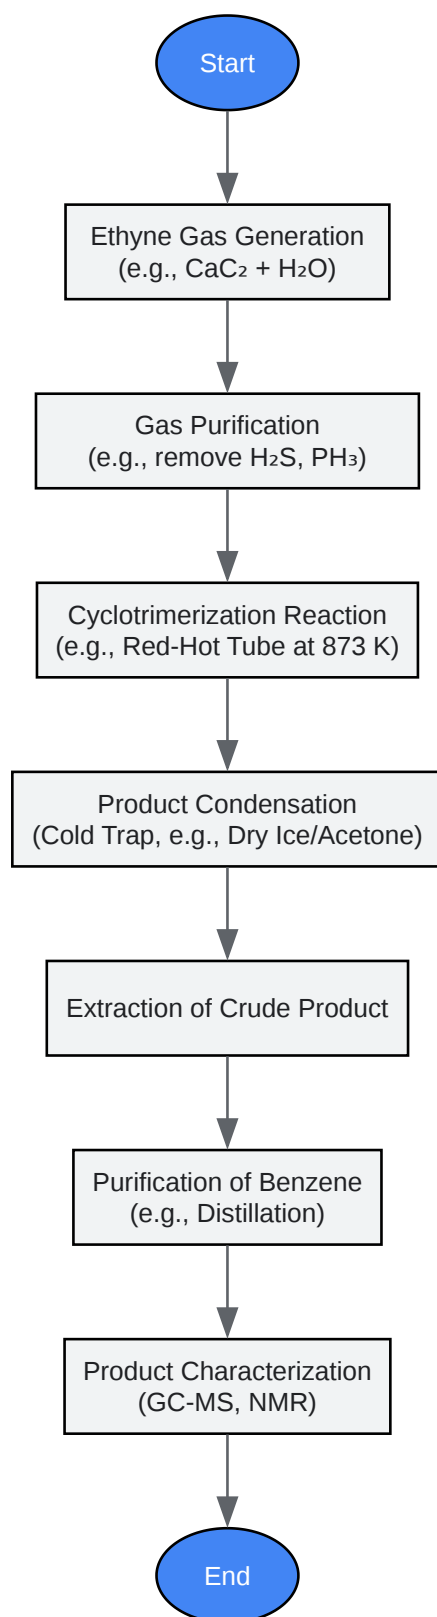 Start
Ethyne Gas Generation
(e.g., CaC₂ + H₂O)
Gas Purification
(e.g., remove H₂S, PH₃)
Cyclotrimerization Reaction
(e.g., Red-Hot Tube at 873 K)
Product Condensation
(Cold Trap, e.g., Dry Ice/Acetone)
Extraction of Crude Product
Purification of Benzene
(e.g., Distillation)
Product Characterization
(GC-MS, NMR)
End